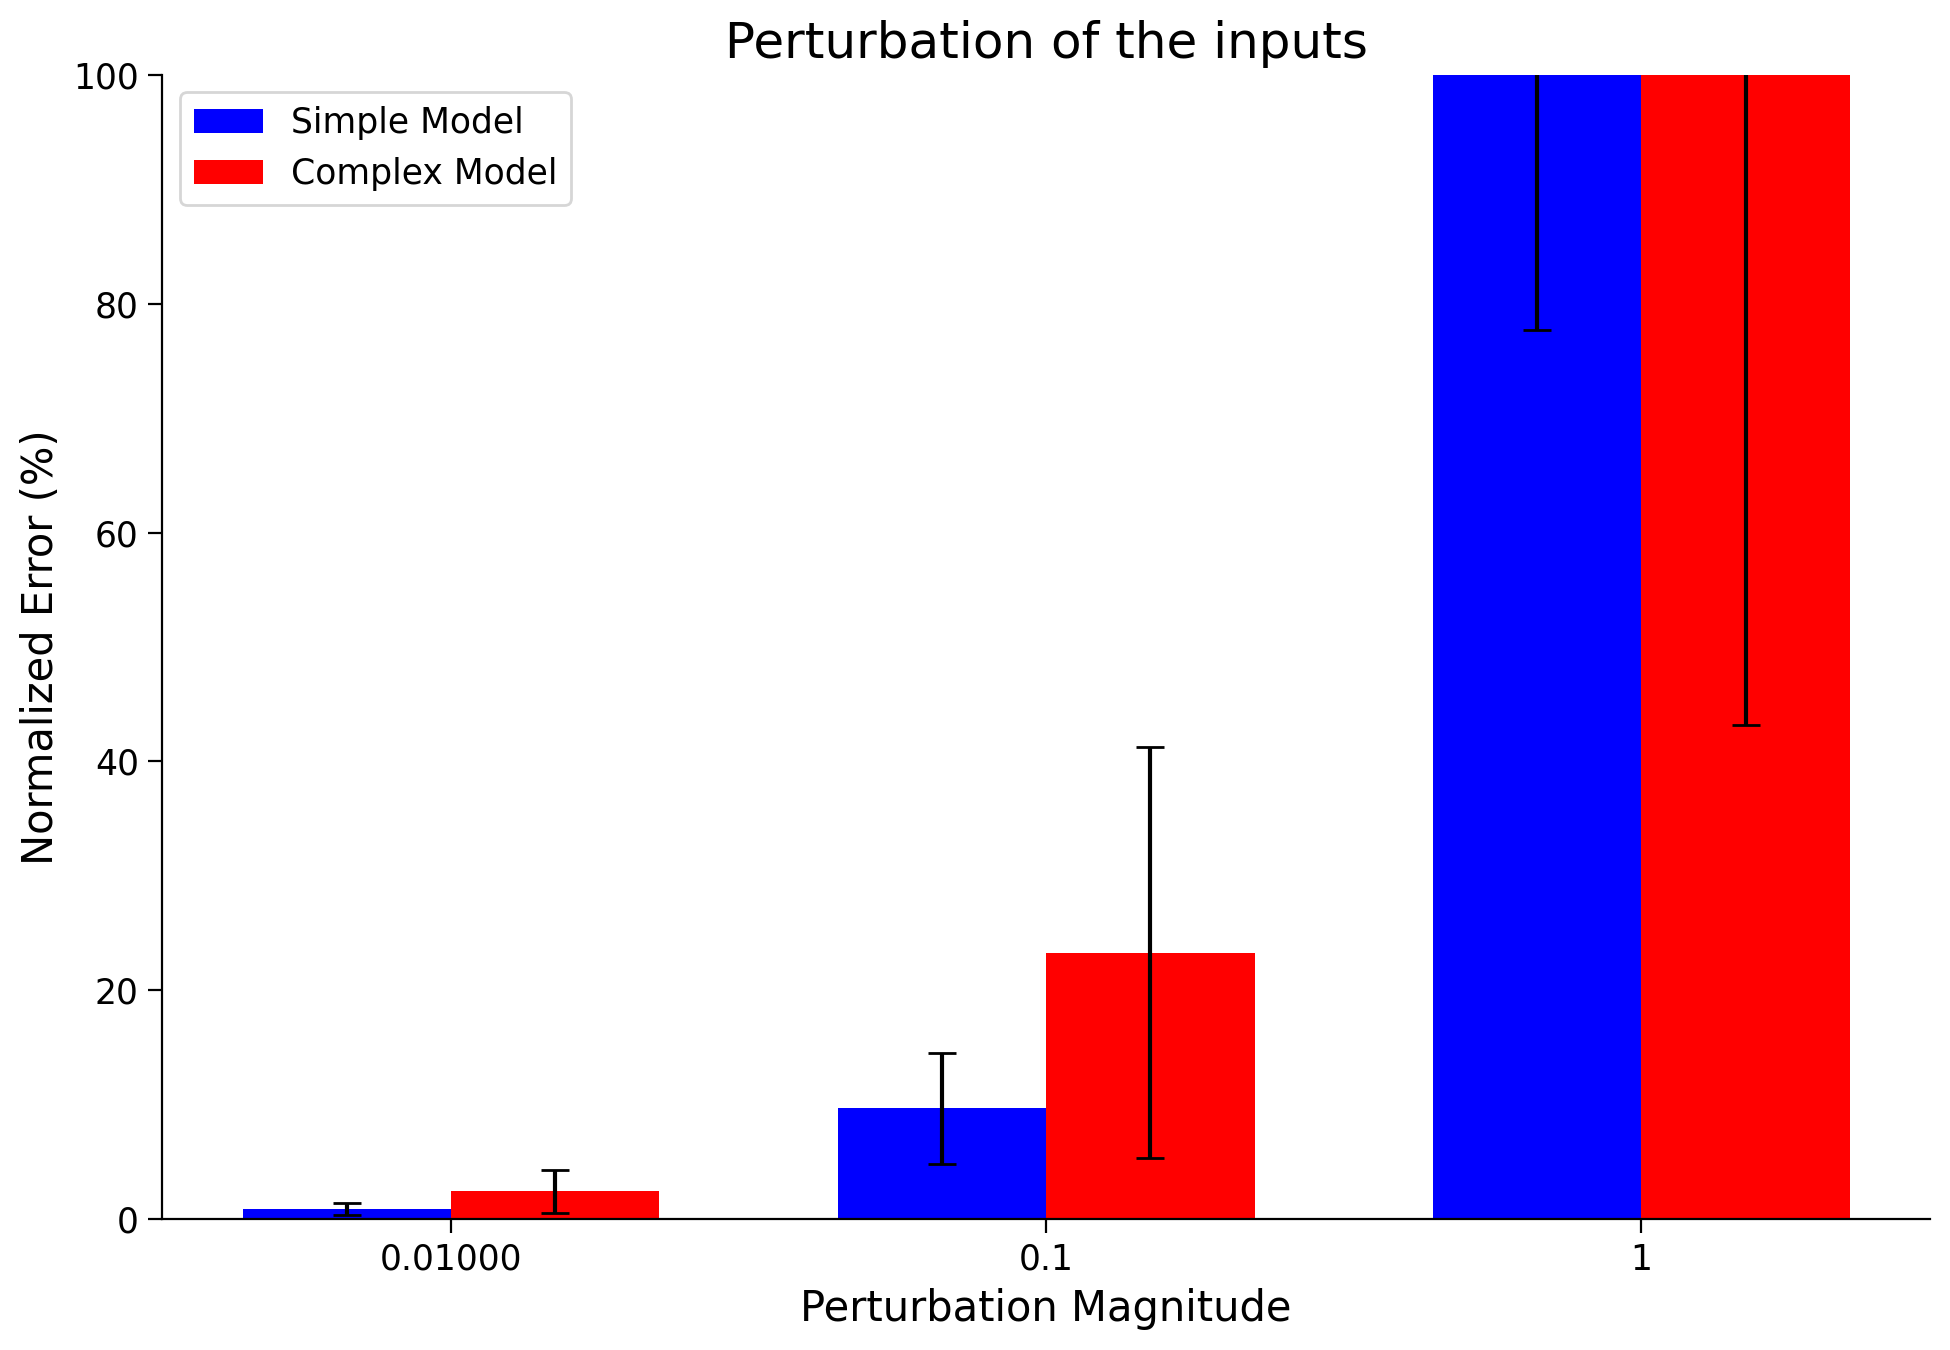 Perturbation of the inputs
Simple Model
Complex Model
Normalized Error (%)
100
80
60
40
20
0
0.01000
0.1
1
Perturbation Magnitude